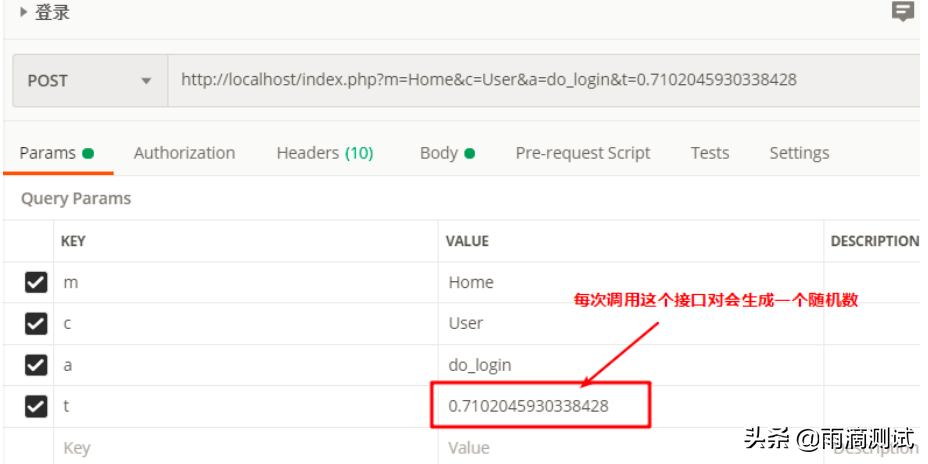 登录
POST http://localhost/index.php?m=Home&c=User&a=do_login&t=0.7102045930338428
Params Authorization Headers (10) Body Pre-request Script Tests Settings
Query Params
KEY VALUE DESCRIPTION
m Home
每次调用这个接口对会生成一个随机数
c User
a do_login
t 0.7102045930338428
头条 @雨滴测试
Key Value Description